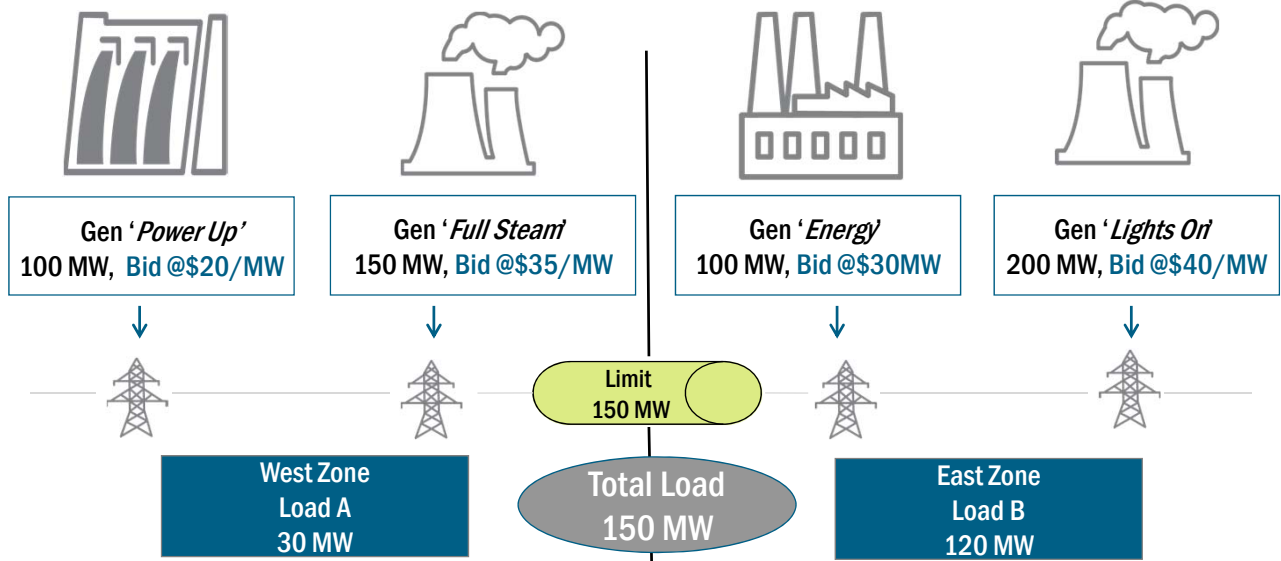 Gen ‘Power Up’
100 MW, Bid @$20/MW
Gen ‘Full Steam’
150 MW, Bid @$35/MW
Gen ‘Energy’
100 MW, Bid @$30MW
Gen ‘Lights On’
200 MW, Bid @$40/MW
Limit
150 MW
West Zone
Load A
30 MW
Total Load
150 MW
East Zone
Load B
120 MW